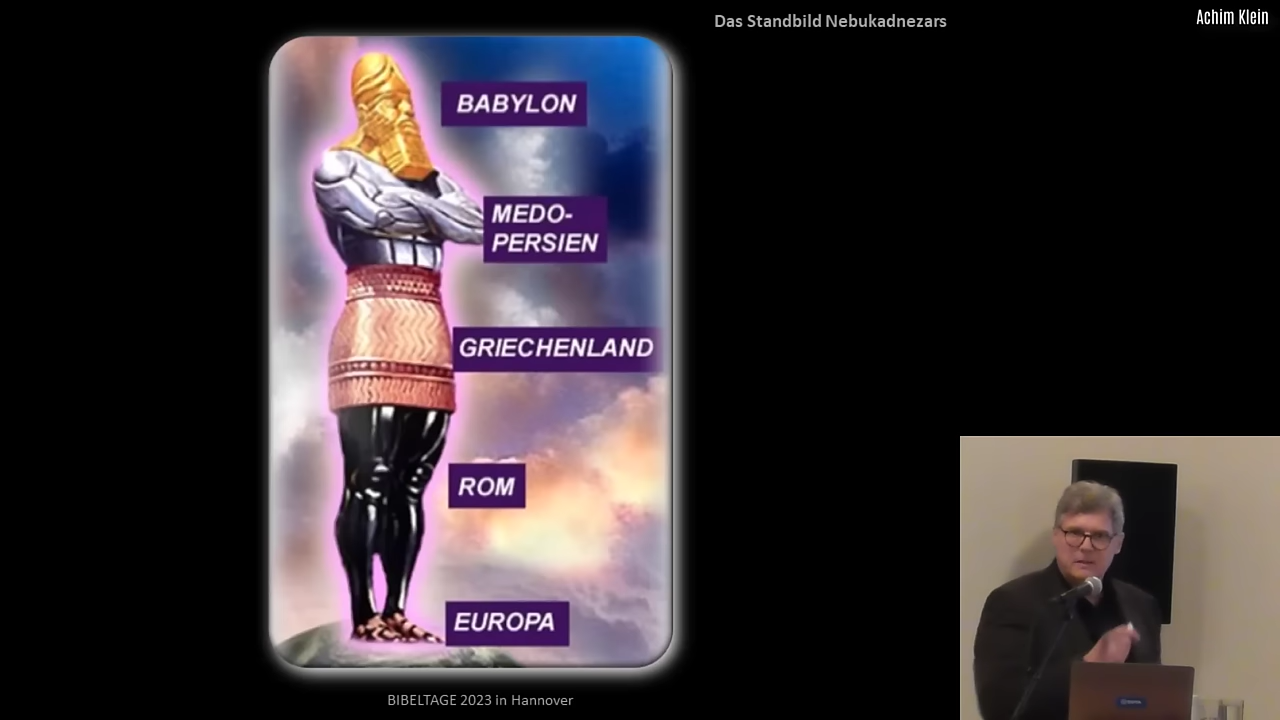 Das Standbild Nebukadnezars
Achim Klein
BABYLON
MEDO-
PERSIEN
GRIECHENLAND
ROM
EUROPA
BIBELTAGE 2023 in Hannover